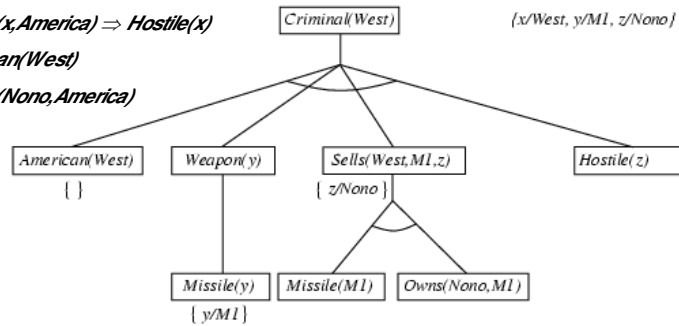 (x,America) ⇒ Hostile(x)
an(West)
(Nono,America)
Criminal(West)
{x/West, y/M1, z/Nono}
American(West)
Weapon(y)
Sells(West,M1,z)
Hostile(z)
{ }
{ z/Nono }
Missile(y)
Missile(M1)
Owns(Nono,M1)
{ y/M1 }